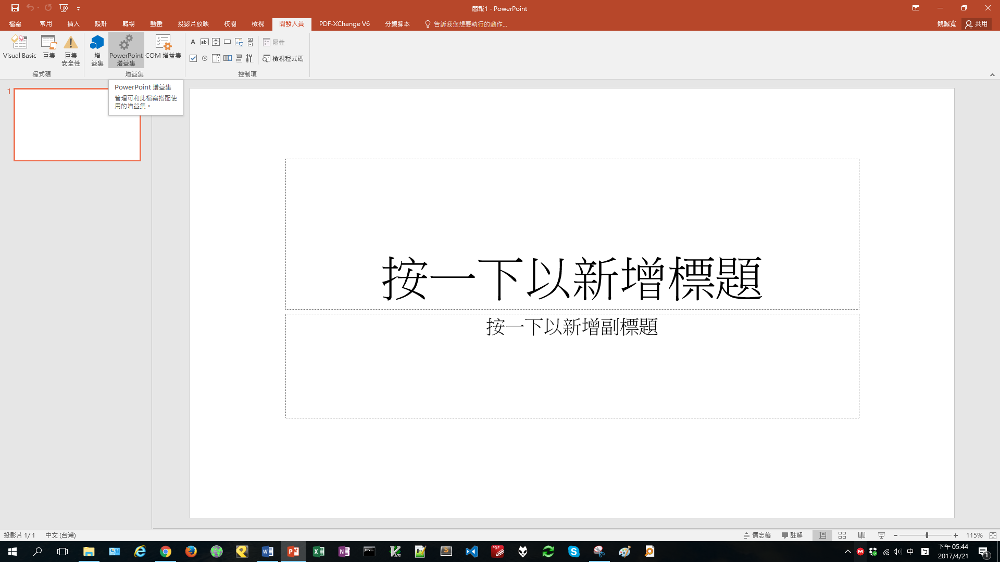 簡報1 - PowerPoint
檔案 常用 插入 設計 轉場 動畫 投影片放映 校閱 檢視 開發人員 PDF-XChange V6 分鏡腳本 告訴我您想要執行的動作... 魏誠寬 共用
Visual Basic 巨集 巨集 安全性 增 益集 PowerPoint 增益集 COM 增益集 A ab| 屬性
檢視程式碼
程式碼 增益集 控制項
PowerPoint 增益集
管理可和此檔案搭配使
用的增益集。
1
按一下以新增標題
按一下以新增副標題
投影片 1/ 1 中文 (台灣) 備忘稿 註解 115%
中 下午 05:44
2017/4/21
1